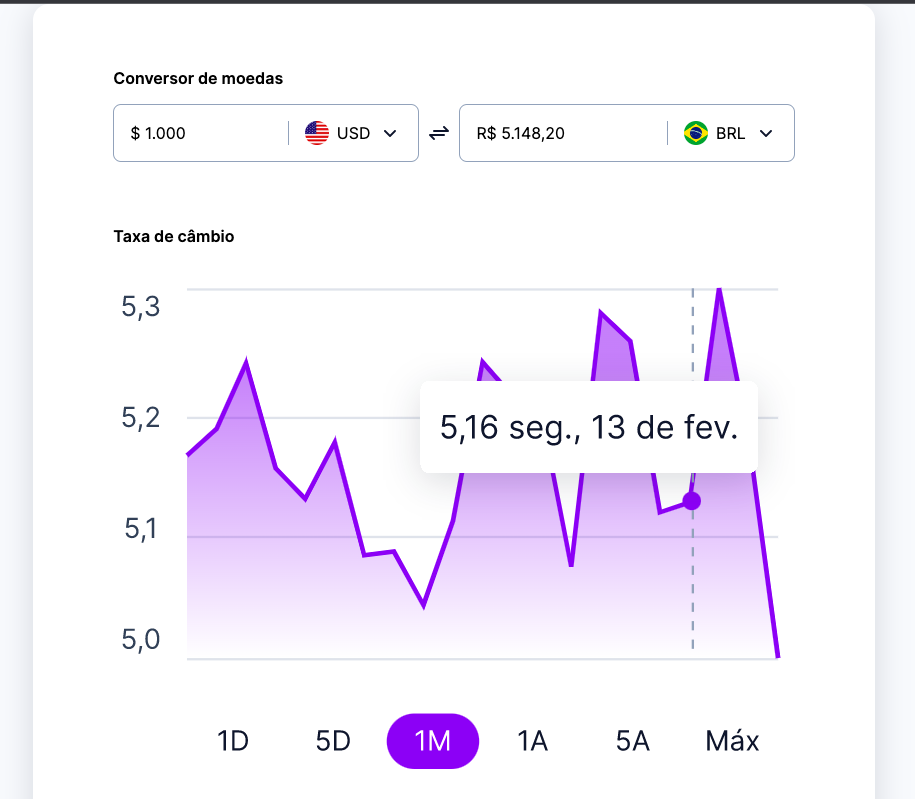 Conversor de moedas
$ 1.000 USD R$ 5.148,20 BRL
Taxa de câmbio
5,3
5,2
5,16 seg., 13 de fev.
5,1
5,0
1D 5D 1M 1A 5A Máx